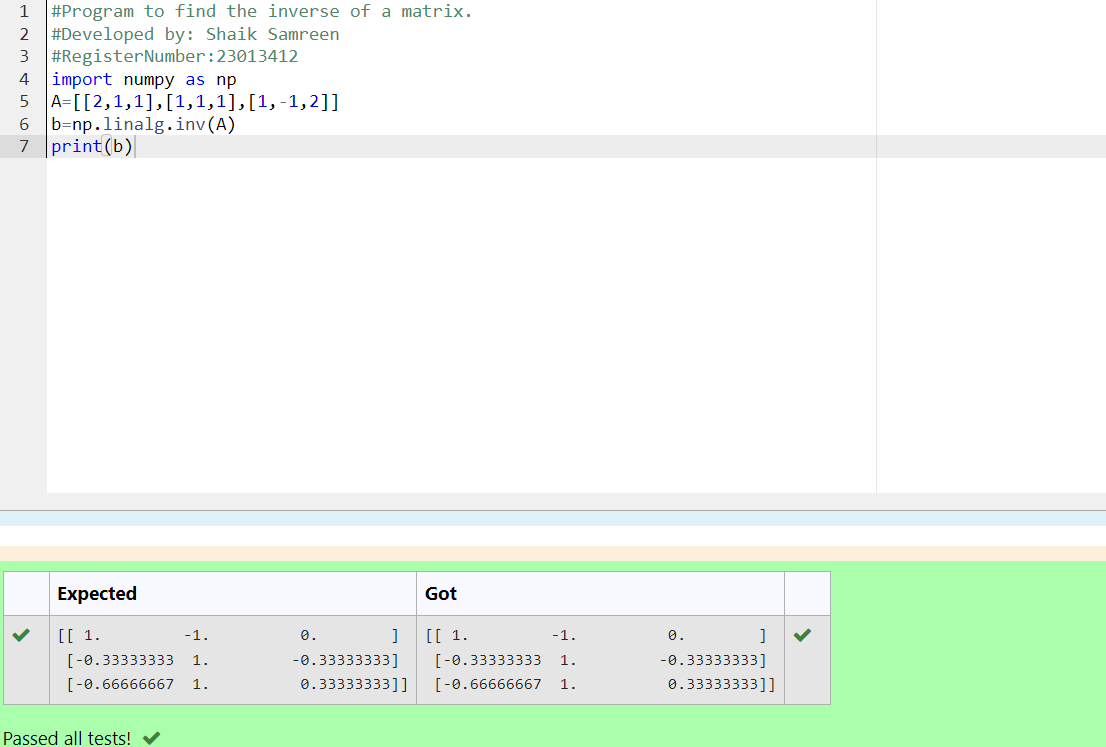 1 #Program to find the inverse of a matrix.
2 #Developed by: Shaik Samreen
3 #RegisterNumber:23013412
4 import numpy as np
5 A=[[2,1,1],[1,1,1],[1,-1,2]]
6 b=np.linalg.inv(A)
7 print(b)
Expected Got
[[ 1. -1. 0. ] [[ 1. -1. 0. ]
[-0.33333333 1. -0.33333333] [-0.33333333 1. -0.33333333]
[-0.66666667 1. 0.33333333]] [-0.66666667 1. 0.33333333]]
Passed all tests! ✔